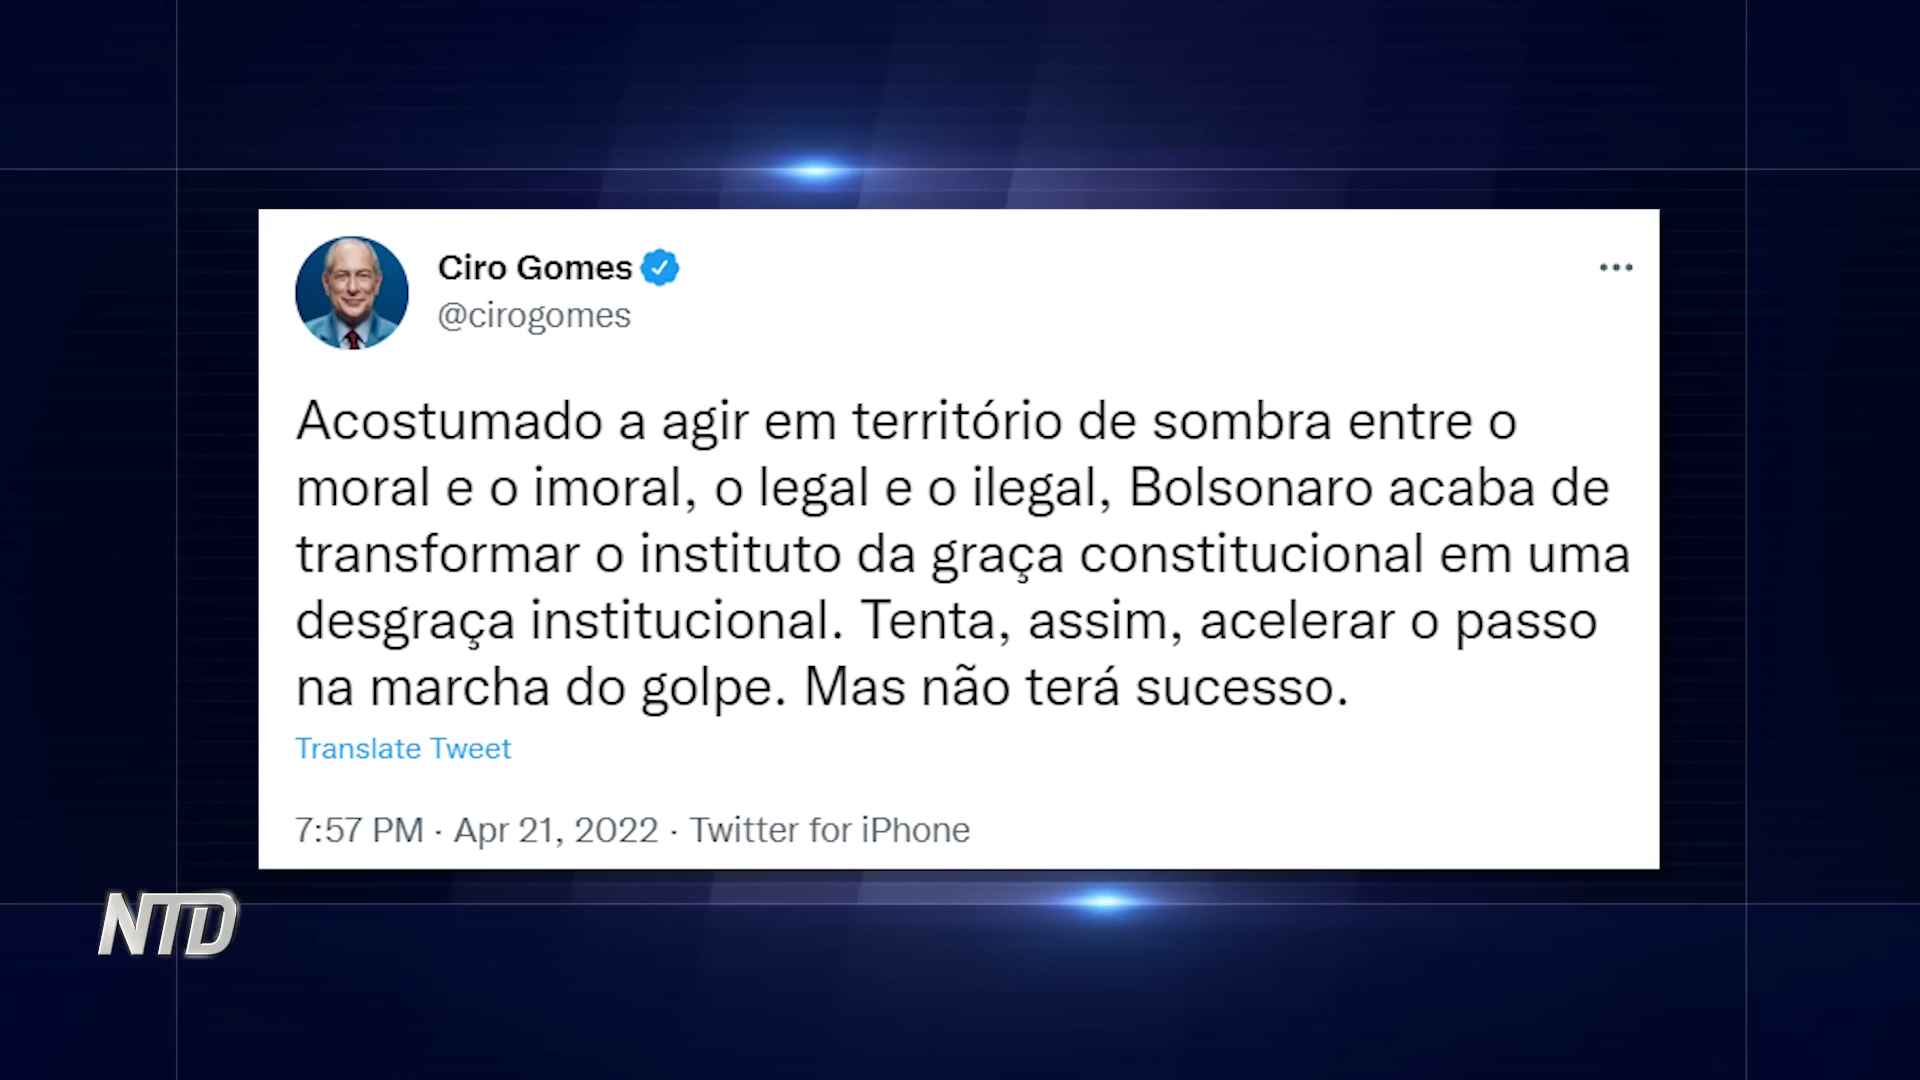 Ciro Gomes
@cirogomes
Acostumado a agir em território de sombra entre o
moral e o imoral, o legal e o ilegal, Bolsonaro acaba de
transformar o instituto da graça constitucional em uma
desgraça institucional. Tenta, assim, acelerar o passo
na marcha do golpe. Mas não terá sucesso.
Translate Tweet
7:57 PM · Apr 21, 2022 · Twitter for iPhone
NTD